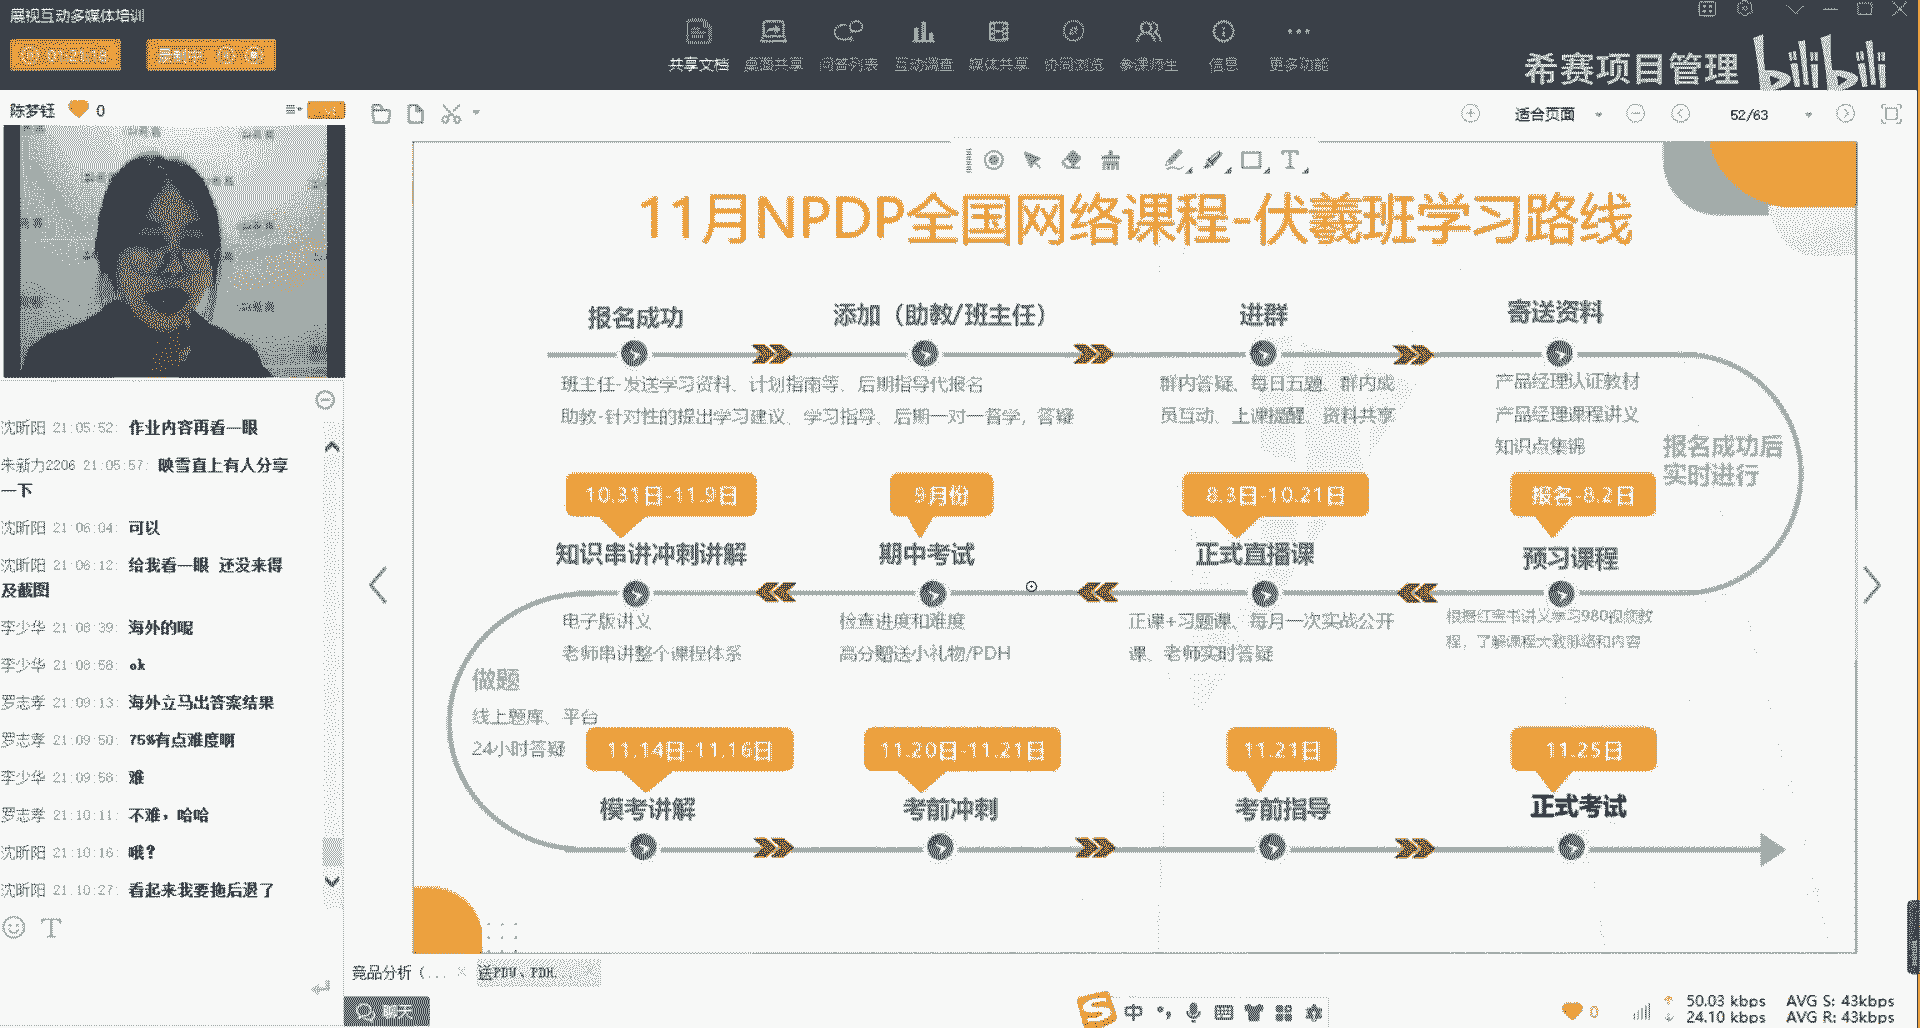 展视互动多媒体培训
共享文档 桌面共享 问答列表 互动调查 媒体共享 协同浏览 参课师生 信息 更多功能
希赛项目管理 bilibili
陈梦钰 0
适合页面 52/63
11月NPDP全国网络课程-伏羲班学习路线
报名成功 添加（助教/班主任） 进群 寄送资料
班主任-发送学习资料、计划指南等、后期指导代报名
助教-针对性的提出学习建议、学习指导、后期一对一督学，答疑
群内答疑、每日五题、群内成
员互动、上课提醒、资料共享
产品经理认证教材
产品经理课程讲义
知识点集锦
报名成功后
实时进行
10.31日-11.9日 9月份 8.3日-10.21日 报名-8.2日
知识串讲冲刺讲解 期中考试 正式直播课 预习课程
电子版讲义
老师串讲整个课程体系
检查进度和难度
高分赠送小礼物/PDH
正课+习题课、每月一次实战公开
课、老师实时答疑
根据红宝书讲义学习980视频教
程，了解课程大致脉络和内容
做题
线上题库、平台
24小时答疑
11.14日-11.16日 11.20日-11.21日 11.21日 11.25日
模考讲解 考前冲刺 考前指导 正式考试
沈昕阳 21:05:52: 作业内容再看一眼
朱新力2206 21:05:57: 映雪直上有人分享
一下
沈昕阳 21:06:04: 可以
沈昕阳 21:06:12: 给我看一眼 还没来得
及截图
李少华 21:08:39: 海外的呢
李少华 21:08:58: ok
罗志孝 21:09:13: 海外立马出答案结果
罗志孝 21:09:50: 75%有点难度啊
李少华 21:09:58: 难
罗志孝 21:10:11: 不难，哈哈
沈昕阳 21:10:16: 哦？
沈昕阳 21:10:27: 看起来我要拖后退了
竞品分析（... 送PDU、PDH...
聊天
中
0
50.03 kbps AVG S: 43kbps
24.10 kbps AVG R: 43kbps